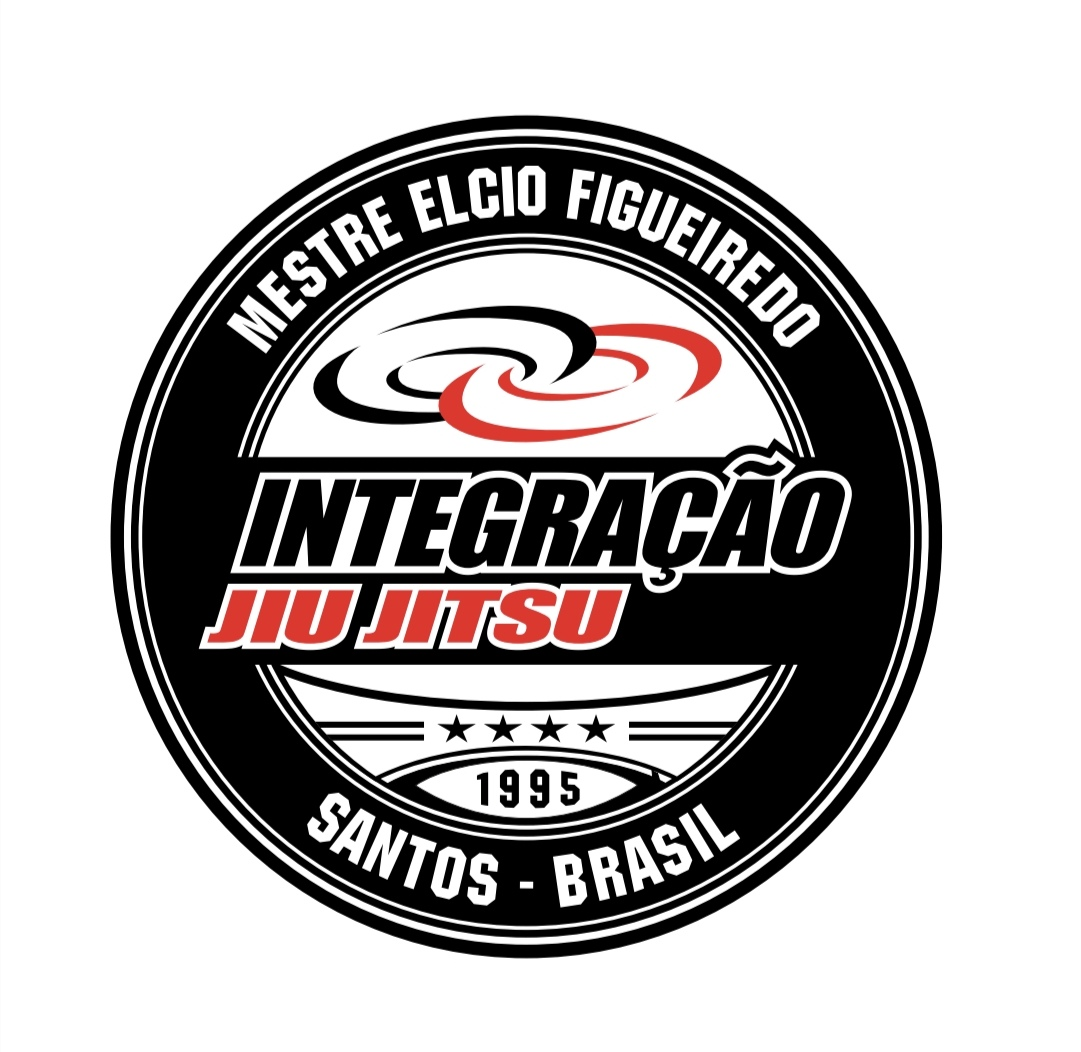 MESTRE ELCIO FIGUEIREDO
INTEGRAÇÃO
JIU JITSU
1995
SANTOS - BRASIL